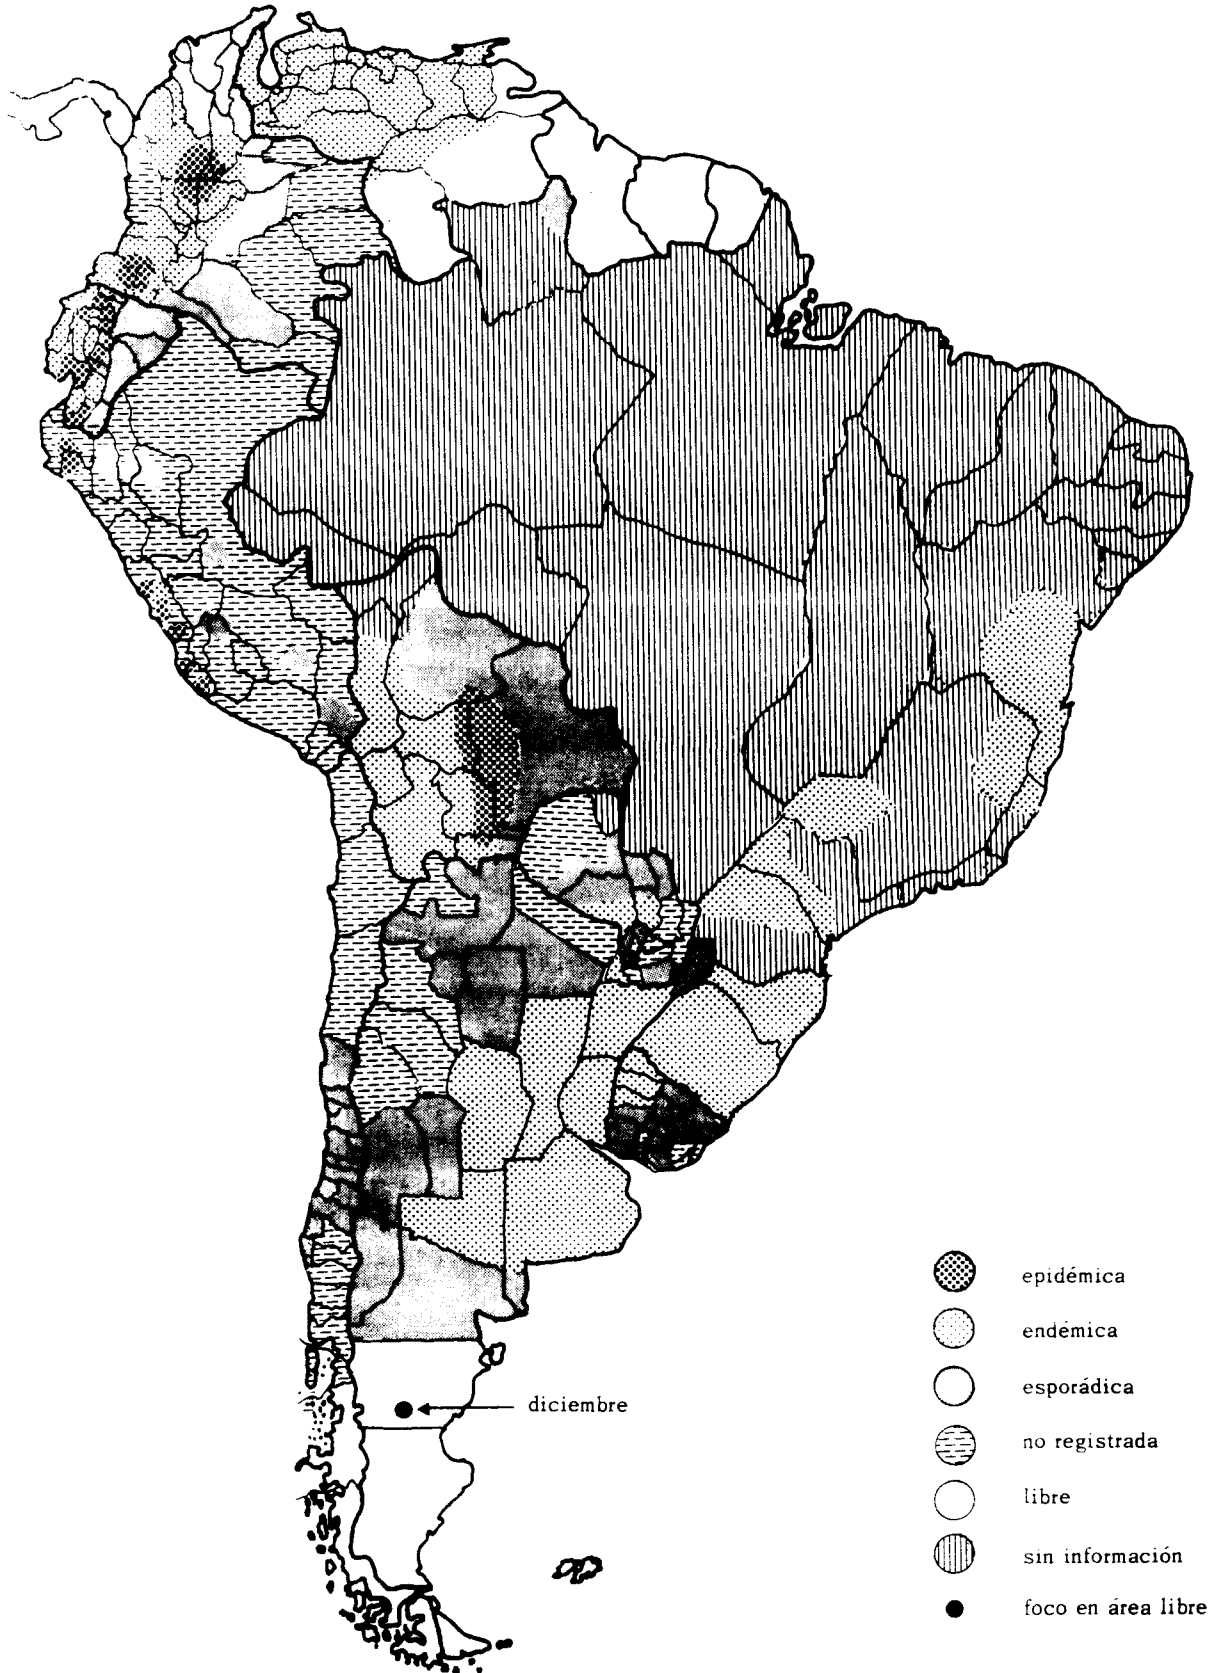 diciembre
epidémica
endémica
esporádica
no registrada
libre
sin información
foco en área libre